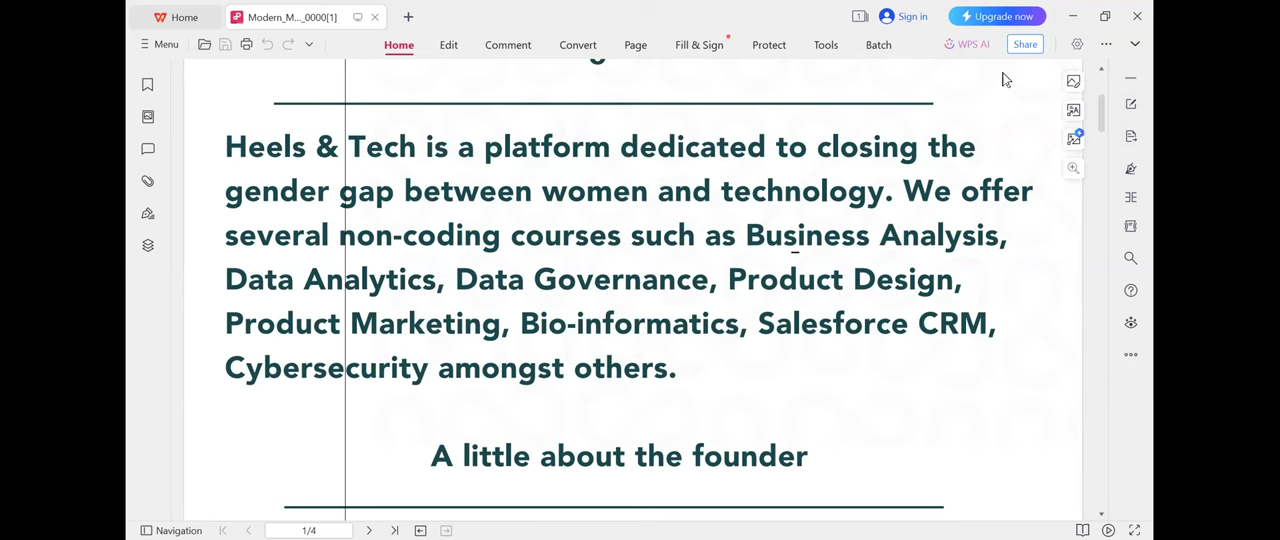 Home
Modern_M..._0000[1]
1
Sign in
Upgrade now
Menu
Home
Edit
Comment
Convert
Page
Fill & Sign
Protect
Tools
Batch
WPS AI
Share
Heels & Tech is a platform dedicated to closing the
gender gap between women and technology. We offer
several non-coding courses such as Business Analysis,
Data Analytics, Data Governance, Product Design,
Product Marketing, Bio-informatics, Salesforce CRM,
Cybersecurity amongst others.
A little about the founder
Navigation
1/4